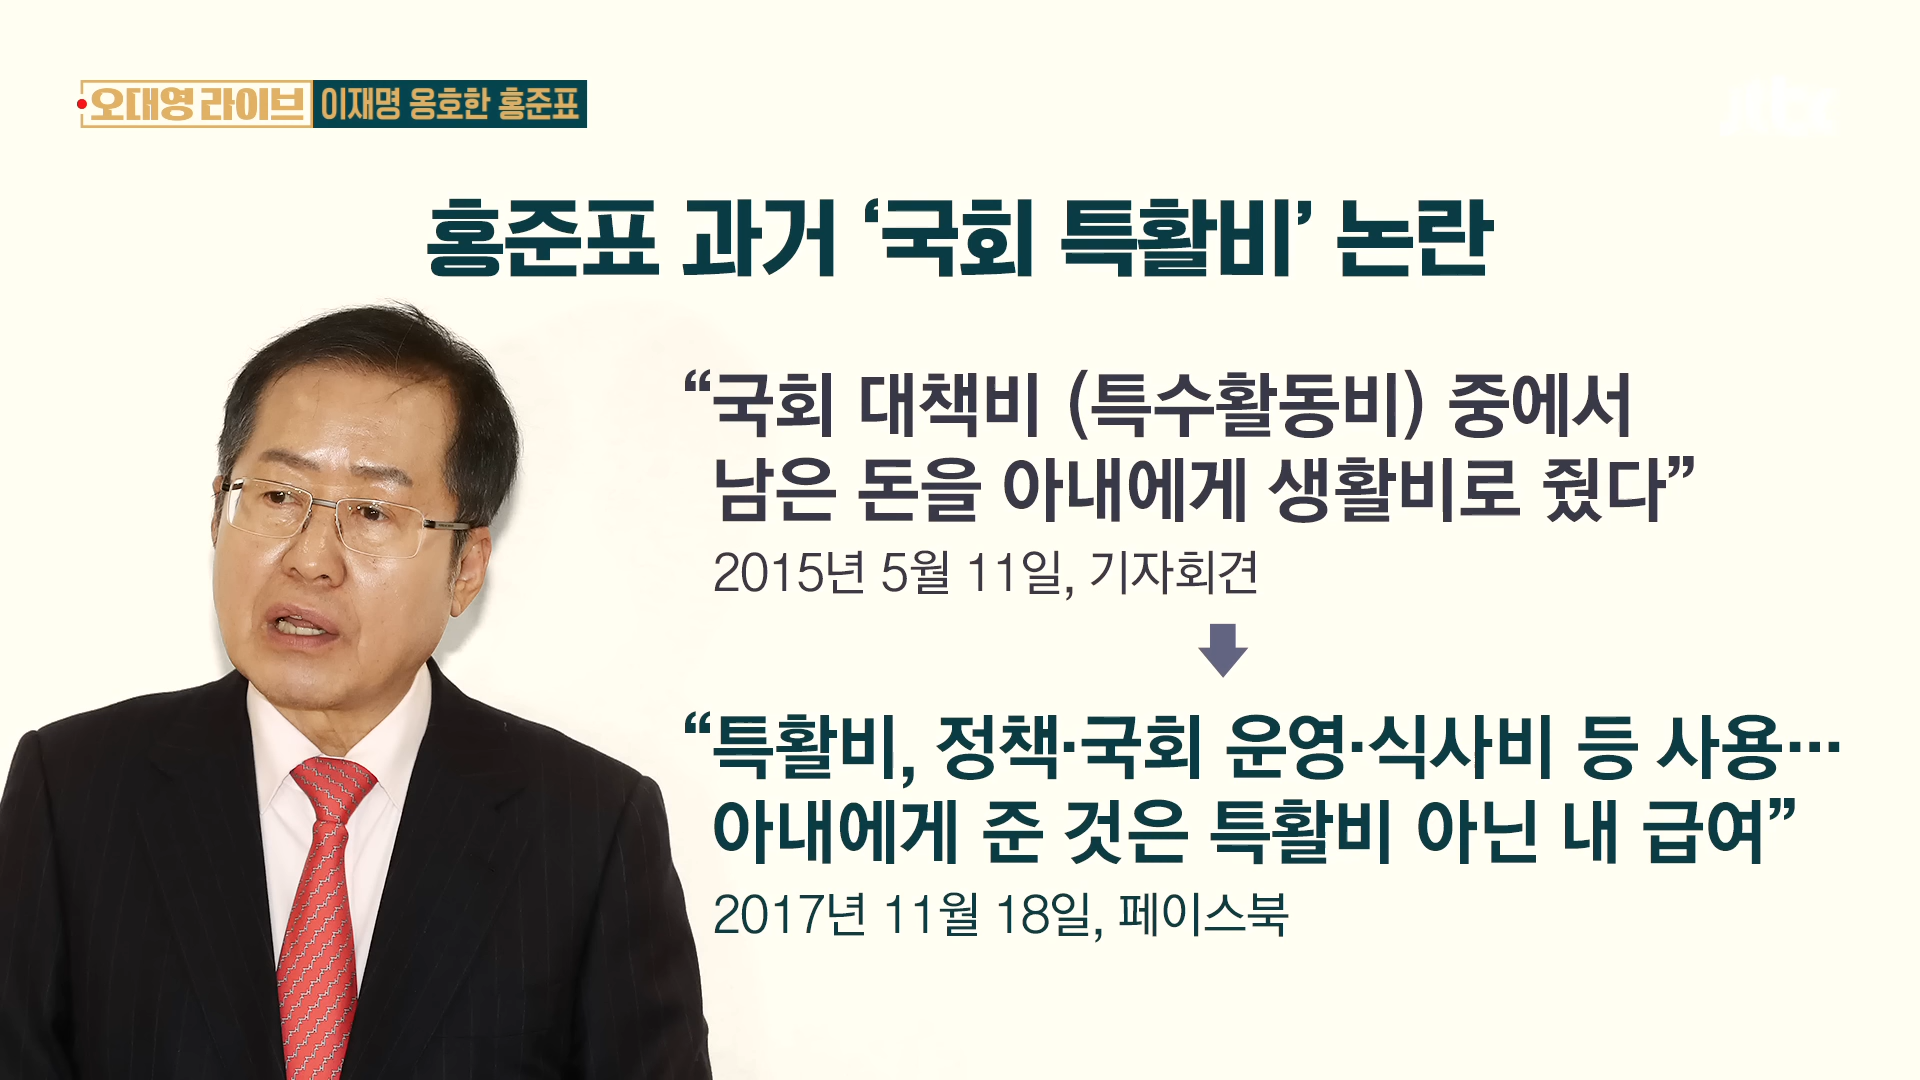 오대영 라이브 이재명 옹호한 홍준표
jtbc
홍준표 과거 ‘국회 특활비’ 논란
“국회 대책비 (특수활동비) 중에서
남은 돈을 아내에게 생활비로 줬다”
2015년 5월 11일, 기자회견
“특활비, 정책·국회 운영·식사비 등 사용…
아내에게 준 것은 특활비 아닌 내 급여”
2017년 11월 18일, 페이스북